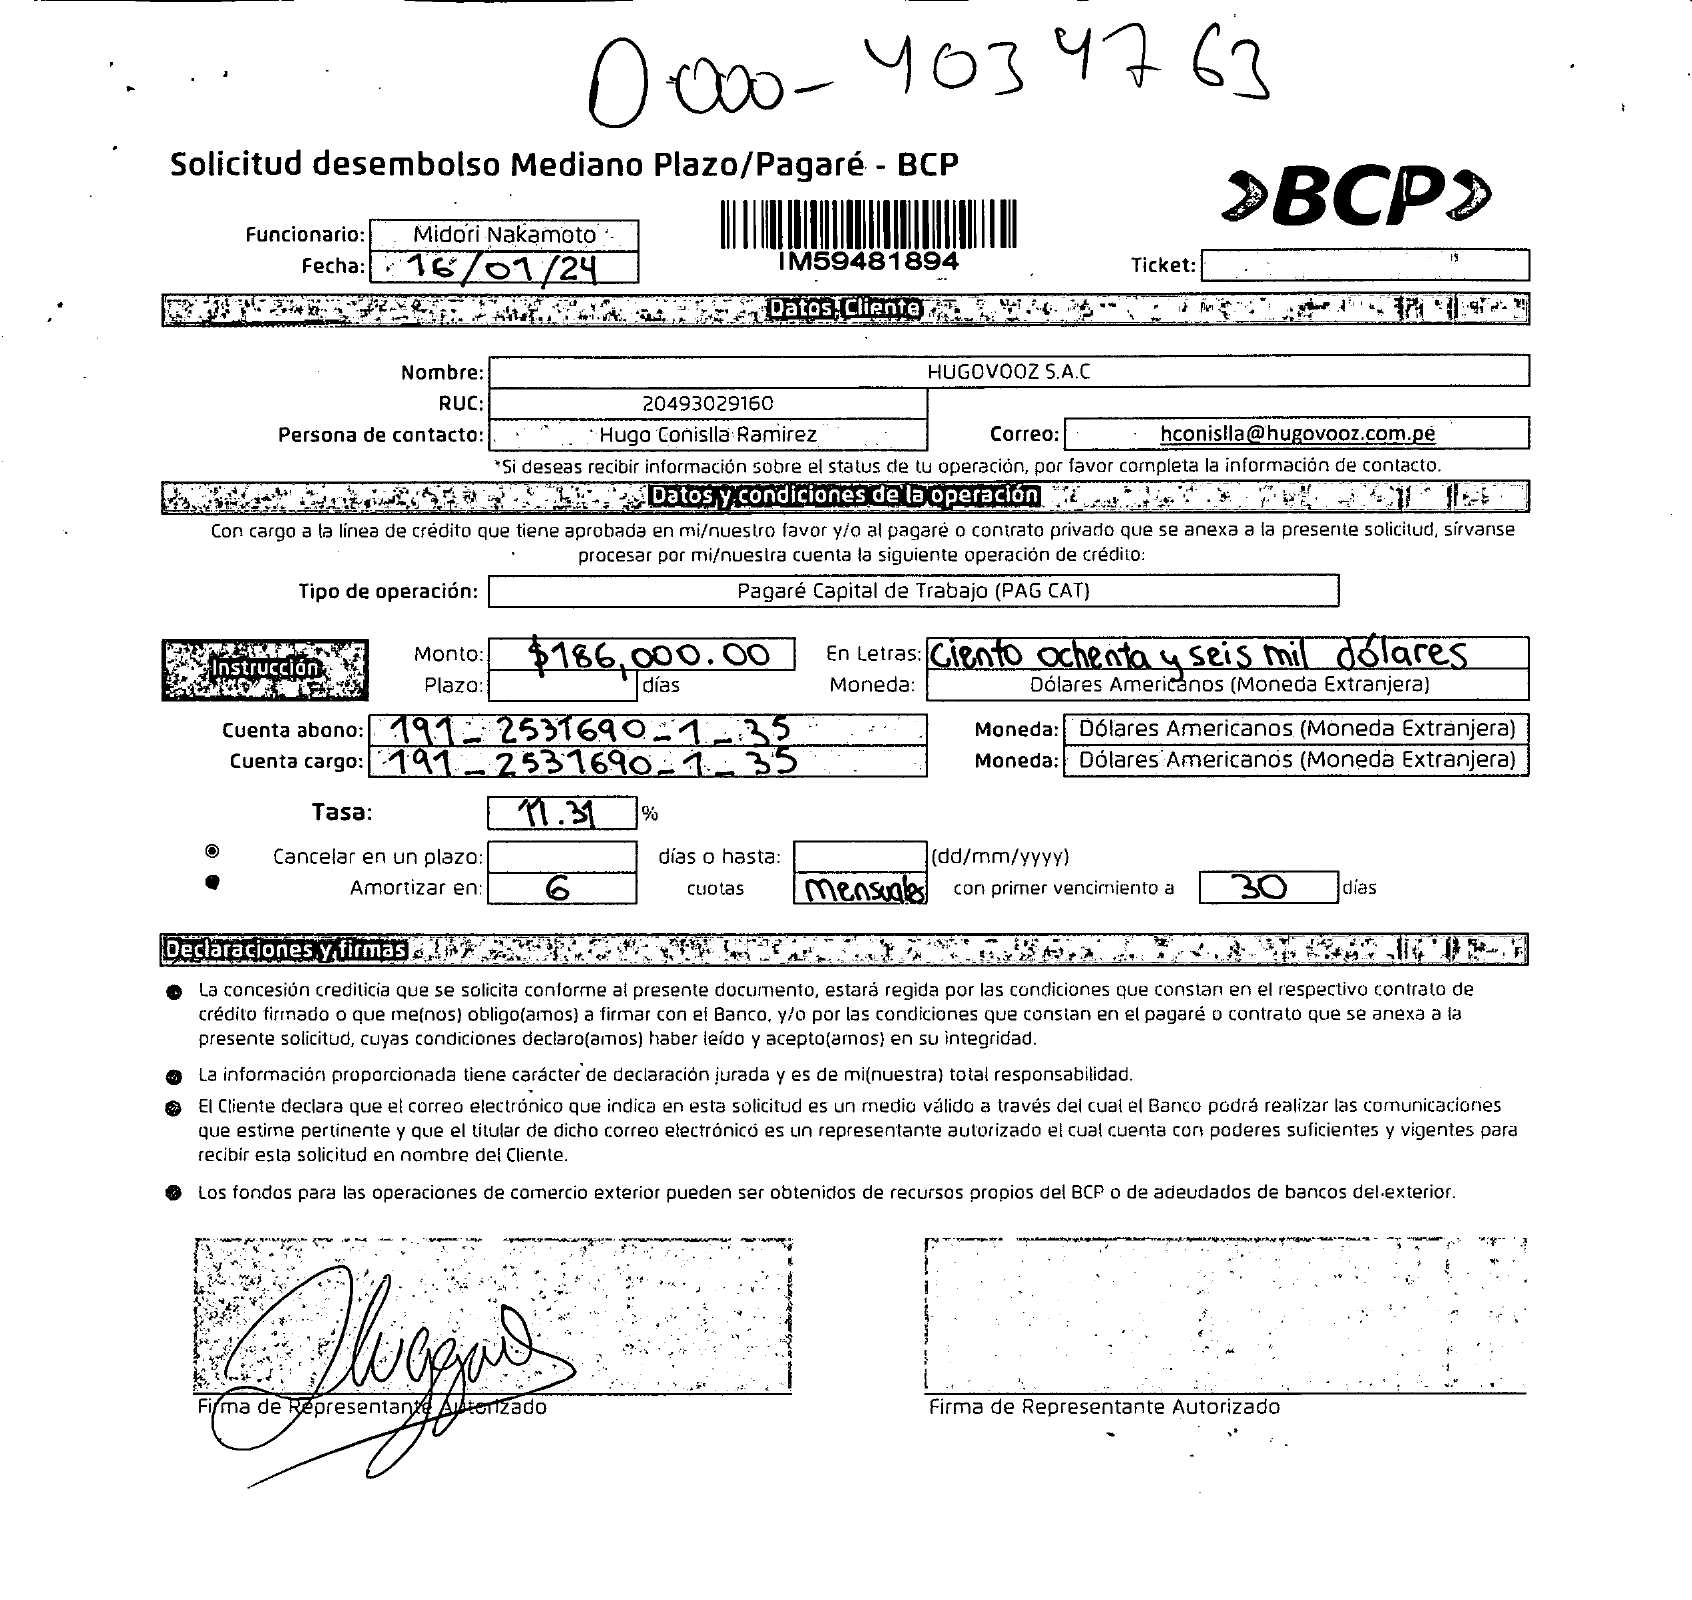 D000-4034763
Solicitud desembolso Mediano Plazo/Pagaré - BCP
»BCP»
Funcionario: Midori Nakamoto
IM59481894
Fecha: 16/01/24
Ticket:
Datos Cliente
Nombre: HUGOVOOZ S.A.C
RUC: 20493029160
Persona de contacto: Hugo Conislla Ramirez Correo: hconislla@hugovooz.com.pe
*Si deseas recibir información sobre el status de tu operación, por favor completa la información de contacto.
Datos y condiciones de la operación
Con cargo a la línea de crédito que tiene aprobada en mi/nuestro favor y/o al pagaré o contrato privado que se anexa a la presente solicitud, sírvanse
procesar por mi/nuestra cuenta la siguiente operación de crédito:
Tipo de operación: Pagaré Capital de Trabajo (PAG CAT)
Instrucción
Monto: $186,000.00 En Letras: Ciento ochenta y seis mil dólares
Plazo: días Moneda: Dólares Americanos (Moneda Extranjera)
Cuenta abono: 191-2531690-1-35 Moneda: Dólares Americanos (Moneda Extranjera)
Cuenta cargo: 191-2531690-1-35 Moneda: Dólares Americanos (Moneda Extranjera)
Tasa: 11.31 %
Cancelar en un plazo: días o hasta: (dd/mm/yyyy)
Amortizar en: 6 cuotas mensuales con primer vencimiento a 30 días
Declaraciones y firmas
La concesión crediticia que se solicita conforme al presente documento, estará regida por las condiciones que constan en el respectivo contrato de
crédito firmado o que me(nos) obligo(amos) a firmar con el Banco, y/o por las condiciones que constan en el pagaré o contrato que se anexa a la
presente solicitud, cuyas condiciones declaro(amos) haber leído y acepto(amos) en su integridad.
La información proporcionada tiene carácter de declaración jurada y es de mi(nuestra) total responsabilidad.
El Cliente declara que el correo electrónico que indica en esta solicitud es un medio válido a través del cual el Banco podrá realizar las comunicaciones
que estime pertinente y que el titular de dicho correo electrónico es un representante autorizado el cual cuenta con poderes suficientes y vigentes para
recibir esta solicitud en nombre del Cliente.
Los fondos para las operaciones de comercio exterior pueden ser obtenidos de recursos propios del BCP o de adeudados de bancos del exterior.
Firma de Representante Autorizado
Firma de Representante Autorizado